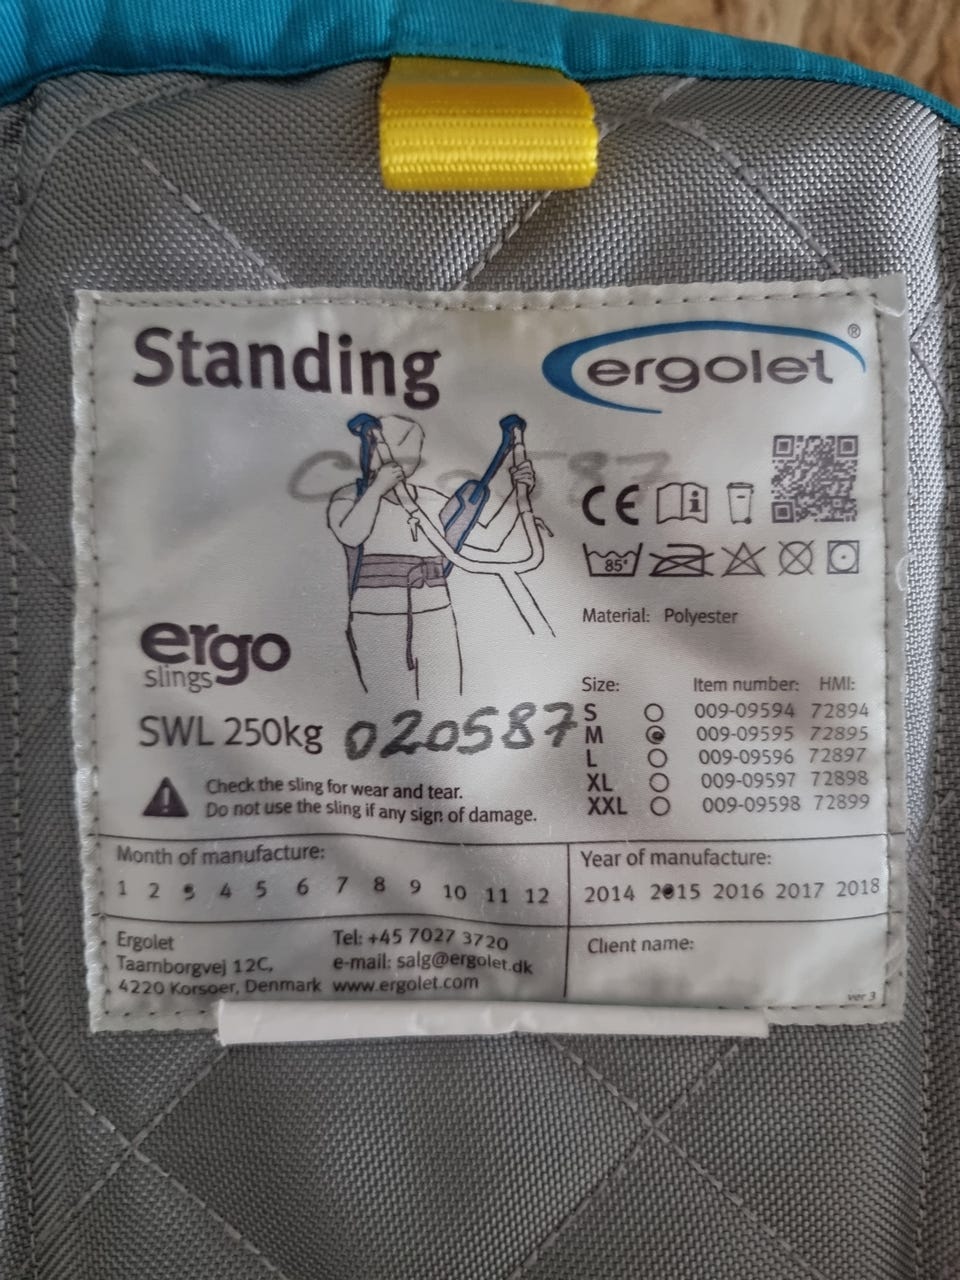 Standing
ergolet®
CE
85°
Material: Polyester
ergo
slings
SWL 250kg
020587
Size: Item number: HMI:
S 009-09594 72894
M 009-09595 72895
L 009-09596 72897
XL 009-09597 72898
XXL 009-09598 72899
Check the sling for wear and tear.
Do not use the sling if any sign of damage.
Month of manufacture:
1 2 3 4 5 6 7 8 9 10 11 12
Year of manufacture:
2014 2015 2016 2017 2018
Ergolet
Taarnborgvej 12C,
4220 Korsoer, Denmark
Tel: +45 7027 3720
e-mail: salg@ergolet.dk
www.ergolet.com
Client name:
ver 3